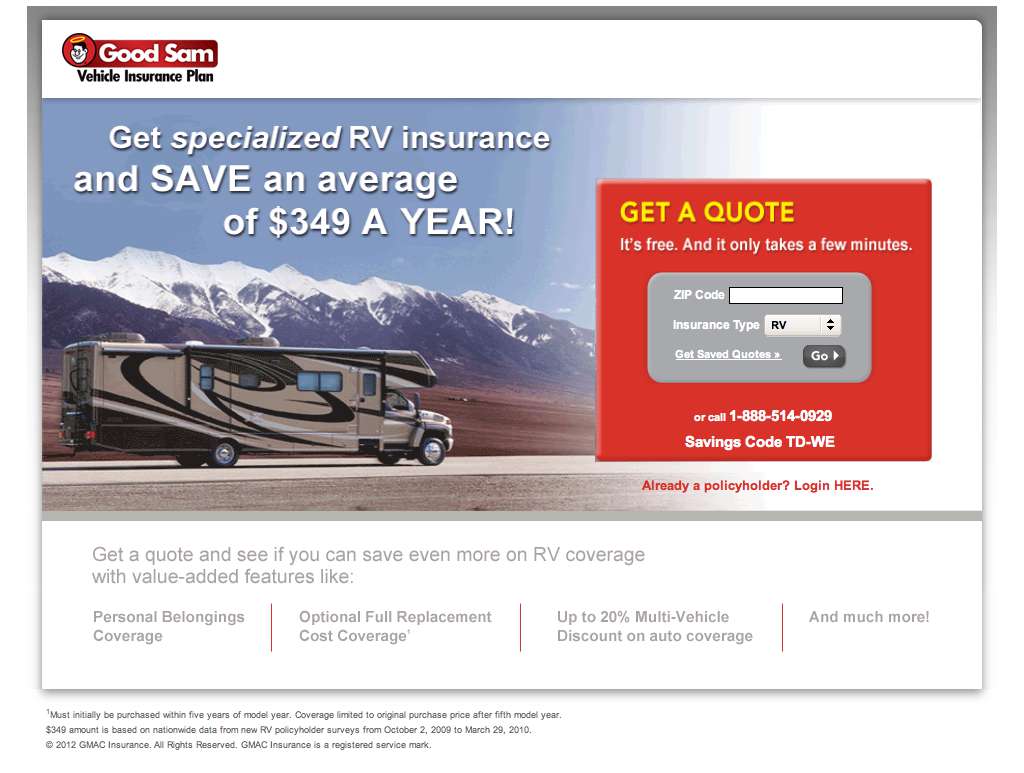 Good Sam
Vehicle Insurance Plan
Get specialized RV insurance
and SAVE an average
of $349 A YEAR!
GET A QUOTE
It's free. And it only takes a few minutes.
ZIP Code
Insurance Type RV
Get Saved Quotes » Go
or call 1-888-514-0929
Savings Code TD-WE
Already a policyholder? Login HERE.
Get a quote and see if you can save even more on RV coverage
with value-added features like:
Personal Belongings
Coverage
Optional Full Replacement
Cost Coverage¹
Up to 20% Multi-Vehicle
Discount on auto coverage
And much more!
¹Must initially be purchased within five years of model year. Coverage limited to original purchase price after fifth model year.
$349 amount is based on nationwide data from new RV policyholder surveys from October 2, 2009 to March 29, 2010.
© 2012 GMAC Insurance. All Rights Reserved. GMAC Insurance is a registered service mark.